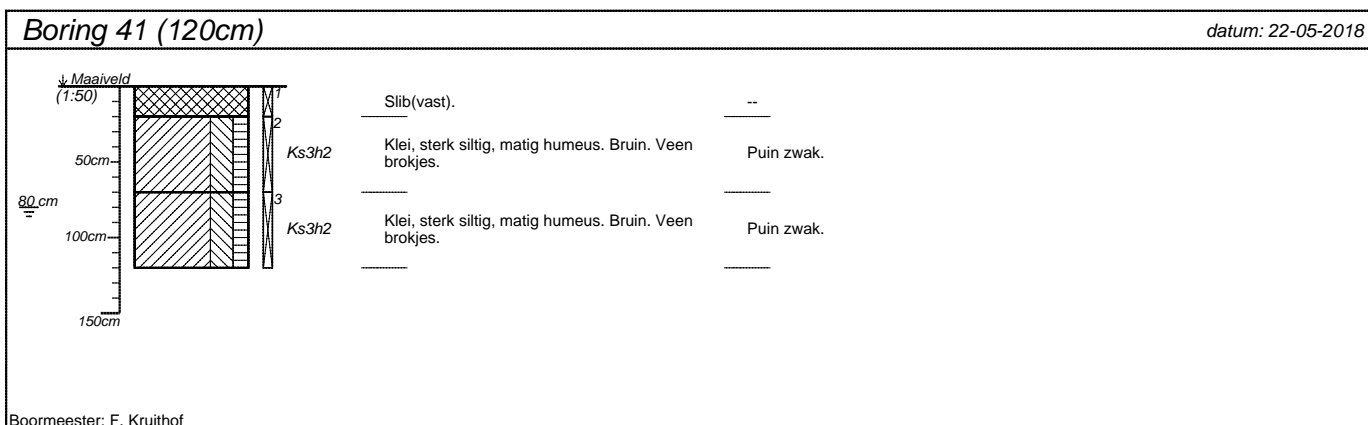 Boring 41 (120cm)
datum: 22-05-2018
Maaiveld
(1:50)
1
Slib(vast).
--
2
50cm
Ks3h2
Klei, sterk siltig, matig humeus. Bruin. Veen
brokjes.
Puin zwak.
80 cm
3
100cm
Ks3h2
Klei, sterk siltig, matig humeus. Bruin. Veen
brokjes.
Puin zwak.
150cm
Boormeester: F. Kruithof